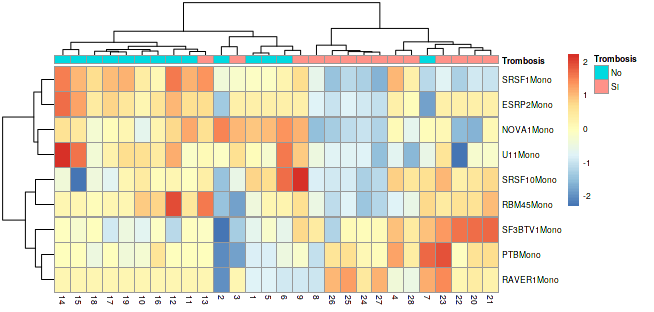 Trombosis
SRSF1Mono
ESRP2Mono
NOVA1Mono
U11Mono
SRSF10Mono
RBM45Mono
SF3BTV1Mono
PTBMono
RAVER1Mono
14 15 18 17 19 10 16 12 11 13 2 3 1 5 6 9 8 26 25 24 27 4 28 7 23 22 20 21
2
1
0
-1
-2
Trombosis
No
SI